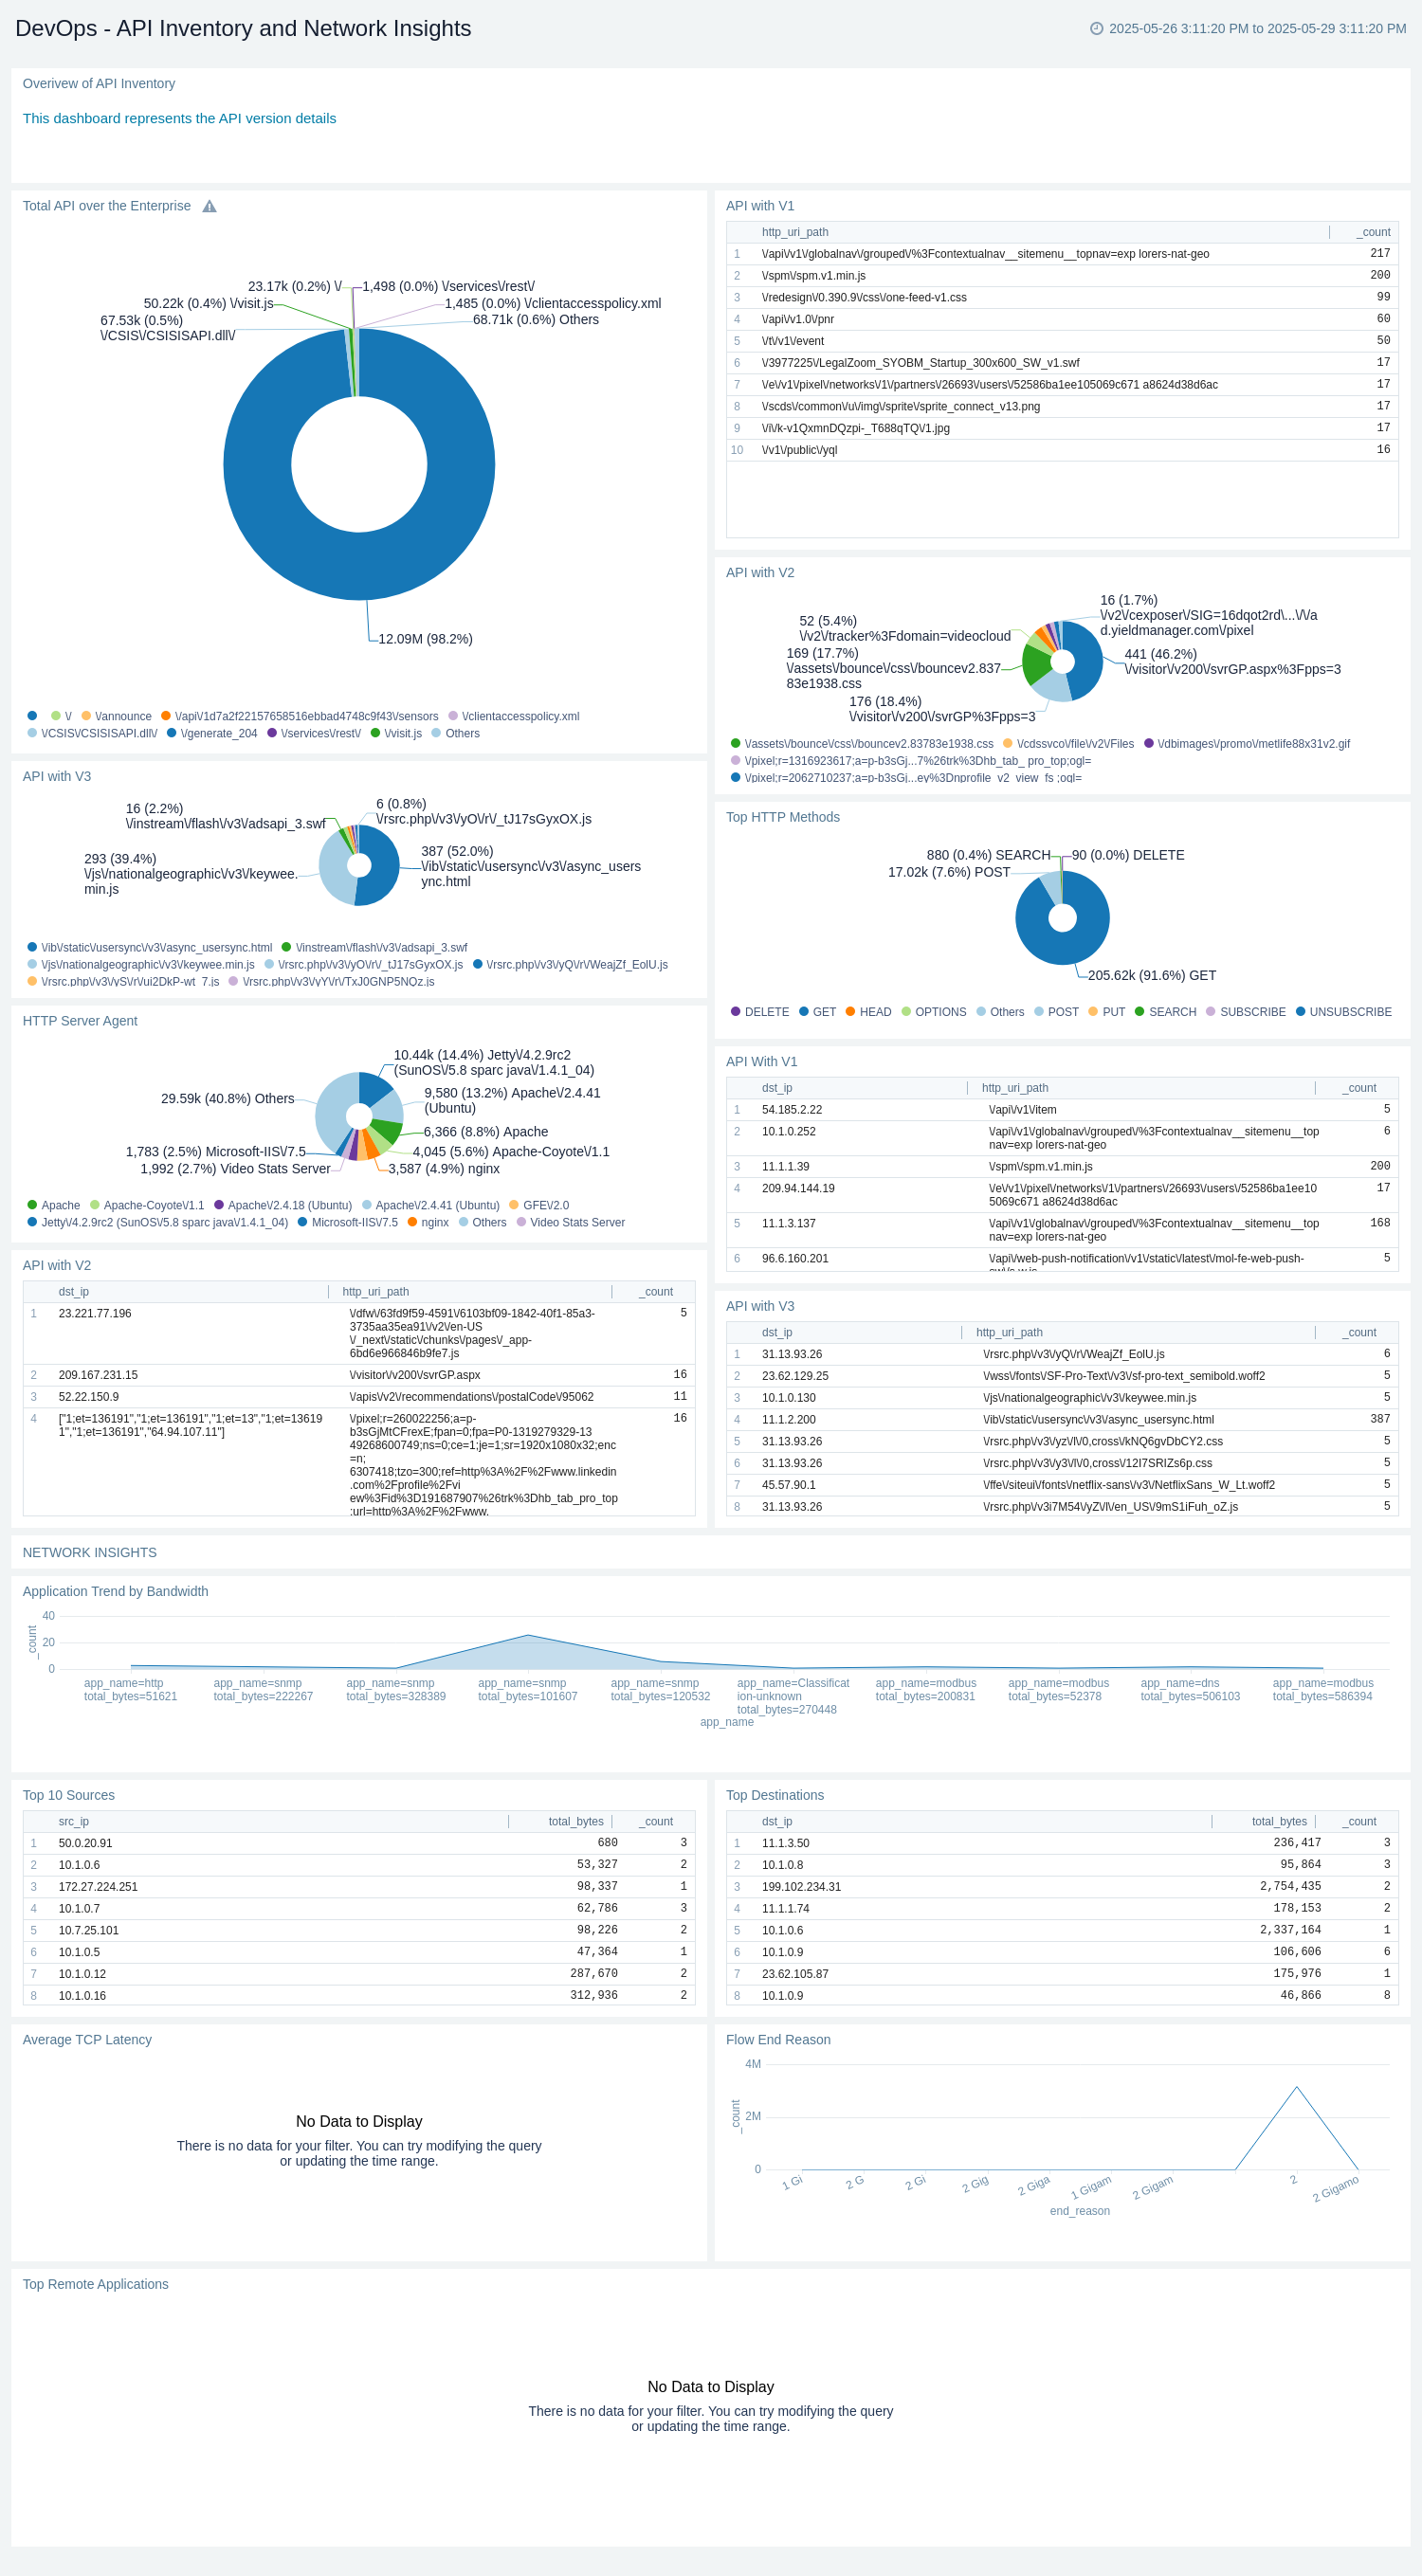 DevOps - API Inventory and Network Insights
2025-05-26 3:11:20 PM to 2025-05-29 3:11:20 PM
Overivew of API Inventory
This dashboard represents the API version details
Total API over the Enterprise
23.17k (0.2%) \/
1,498 (0.0%) \/services\/rest\/
50.22k (0.4%) \/visit.js
1,485 (0.0%) \/clientaccesspolicy.xml
67.53k (0.5%)
\/CSIS\/CSISISAPI.dll\/
68.71k (0.6%) Others
12.09M (98.2%)
\/ \/announce \/api\/1d7a2f22157658516ebbad4748c9f43\/sensors \/clientaccesspolicy.xml
\/CSIS\/CSISISAPI.dll\/ \/generate_204 \/services\/rest\/ \/visit.js Others
API with V1
http_uri_path _count
1 \/api\/v1\/globalnav\/grouped\/%3Fcontextualnav__sitemenu__topnav=exp lorers-nat-geo 217
2 \/spm\/spm.v1.min.js 200
3 \/redesign\/0.390.9\/css\/one-feed-v1.css 99
4 \/api\/v1.0\/pnr 60
5 \/t\/v1\/event 50
6 \/3977225\/LegalZoom_SYOBM_Startup_300x600_SW_v1.swf 17
7 \/e\/v1\/pixel\/networks\/1\/partners\/26693\/users\/52586ba1ee105069c671 a8624d38d6ac 17
8 \/scds\/common\/u\/img\/sprite\/sprite_connect_v13.png 17
9 \/i\/k-v1QxmnDQzpi-_T688qTQ\/1.jpg 17
10 \/v1\/public\/yql 16
API with V2
16 (1.7%)
\/v2\/cexposer\/SIG=16dqot2rd\...\/\/a
d.yieldmanager.com\/pixel
52 (5.4%)
\/v2\/tracker%3Fdomain=videocloud
441 (46.2%)
\/visitor\/v200\/svrGP.aspx%3Fpps=3
169 (17.7%)
\/assets\/bounce\/css\/bouncev2.837
83e1938.css
176 (18.4%)
\/visitor\/v200\/svrGP%3Fpps=3
\/assets\/bounce\/css\/bouncev2.83783e1938.css \/cdssvco\/file\/v2\/Files \/dbimages\/promo\/metlife88x31v2.gif
\/pixel;r=1316923617;a=p-b3sGj...7%26trk%3Dhb_tab_ pro_top;ogl=
\/pixel;r=2062710237;a=p-b3sGj...ey%3Dnprofile_v2_view_fs ;ogl=
API with V3
16 (2.2%)
\/instream\/flash\/v3\/adsapi_3.swf
6 (0.8%)
\/rsrc.php\/v3\/yO\/r\/_tJ17sGyxOX.js
293 (39.4%)
\/js\/nationalgeographic\/v3\/keywee.
min.js
387 (52.0%)
\/ib\/static\/usersync\/v3\/async_users
ync.html
\/ib\/static\/usersync\/v3\/async_usersync.html \/instream\/flash\/v3\/adsapi_3.swf
\/js\/nationalgeographic\/v3\/keywee.min.js \/rsrc.php\/v3\/yO\/r\/_tJ17sGyxOX.js \/rsrc.php\/v3\/yQ\/r\/WeajZf_EolU.js
\/rsrc.php\/v3\/yS\/r\/ui2DkP-wt_7.js \/rsrc.php\/v3\/yY\/r\/TxJ0GNP5NQz.js
Top HTTP Methods
880 (0.4%) SEARCH
90 (0.0%) DELETE
17.02k (7.6%) POST
205.62k (91.6%) GET
DELETE GET HEAD OPTIONS Others POST PUT SEARCH SUBSCRIBE UNSUBSCRIBE
HTTP Server Agent
10.44k (14.4%) Jetty\/4.2.9rc2
(SunOS\/5.8 sparc java\/1.4.1_04)
29.59k (40.8%) Others
9,580 (13.2%) Apache\/2.4.41
(Ubuntu)
6,366 (8.8%) Apache
1,783 (2.5%) Microsoft-IIS\/7.5
4,045 (5.6%) Apache-Coyote\/1.1
1,992 (2.7%) Video Stats Server
3,587 (4.9%) nginx
Apache Apache-Coyote\/1.1 Apache\/2.4.18 (Ubuntu) Apache\/2.4.41 (Ubuntu) GFE\/2.0
Jetty\/4.2.9rc2 (SunOS\/5.8 sparc java\/1.4.1_04) Microsoft-IIS\/7.5 nginx Others Video Stats Server
API With V1
dst_ip http_uri_path _count
1 54.185.2.22 \/api\/v1\/item 5
2 10.1.0.252 \/api\/v1\/globalnav\/grouped\/%3Fcontextualnav__sitemenu__top 6
nav=exp lorers-nat-geo
3 11.1.1.39 \/spm\/spm.v1.min.js 200
4 209.94.144.19 \/e\/v1\/pixel\/networks\/1\/partners\/26693\/users\/52586ba1ee10 17
5069c671 a8624d38d6ac
5 11.1.3.137 \/api\/v1\/globalnav\/grouped\/%3Fcontextualnav__sitemenu__top 168
nav=exp lorers-nat-geo
6 96.6.160.201 \/api\/web-push-notification\/v1\/static\/latest\/mol-fe-web-push- 5
API with V2
dst_ip http_uri_path _count
1 23.221.77.196 \/dfw\/63fd9f59-4591\/6103bf09-1842-40f1-85a3- 5
3735aa35ea91\/v2\/en-US
\/_next\/static\/chunks\/pages\/_app-
6bd6e966846b9fe7.js
2 209.167.231.15 \/visitor\/v200\/svrGP.aspx 16
3 52.22.150.9 \/apis\/v2\/recommendations\/postalCode\/95062 11
4 ["1;et=136191","1;et=136191","1;et=13","1;et=13619 \/pixel;r=260022256;a=p- 16
1","1;et=136191","64.94.107.11"] b3sGjMtCFrexE;fpan=0;fpa=P0-1319279329-13
49268600749;ns=0;ce=1;je=1;sr=1920x1080x32;enc
=n;
6307418;tzo=300;ref=http%3A%2F%2Fwww.linkedin
.com%2Fprofile%2Fvi
ew%3Fid%3D191687907%26trk%3Dhb_tab_pro_top
;url=http%3A%2F%2Fwww.
API with V3
dst_ip http_uri_path _count
1 31.13.93.26 \/rsrc.php\/v3\/yQ\/r\/WeajZf_EolU.js 6
2 23.62.129.25 \/wss\/fonts\/SF-Pro-Text\/v3\/sf-pro-text_semibold.woff2 5
3 10.1.0.130 \/js\/nationalgeographic\/v3\/keywee.min.js 5
4 11.1.2.200 \/ib\/static\/usersync\/v3\/async_usersync.html 387
5 31.13.93.26 \/rsrc.php\/v3\/yz\/l\/0,cross\/kNQ6gvDbCY2.css 5
6 31.13.93.26 \/rsrc.php\/v3\/y3\/l\/0,cross\/12I7SRIZs6p.css 5
7 45.57.90.1 \/ffe\/siteui\/fonts\/netflix-sans\/v3\/NetflixSans_W_Lt.woff2 5
8 31.13.93.26 \/rsrc.php\/v3i7M54\/yZ\/l\/en_US\/9mS1iFuh_oZ.js 5
NETWORK INSIGHTS
Application Trend by Bandwidth
40
20
0
_count
app_name=http app_name=snmp app_name=snmp app_name=snmp app_name=snmp app_name=Classificat app_name=modbus app_name=modbus app_name=dns app_name=modbus
total_bytes=51621 total_bytes=222267 total_bytes=328389 total_bytes=101607 total_bytes=120532 ion-unknown total_bytes=200831 total_bytes=52378 total_bytes=506103 total_bytes=586394
total_bytes=270448
app_name
Top 10 Sources
src_ip total_bytes _count
1 50.0.20.91 680 3
2 10.1.0.6 53,327 2
3 172.27.224.251 98,337 1
4 10.1.0.7 62,786 3
5 10.7.25.101 98,226 2
6 10.1.0.5 47,364 1
7 10.1.0.12 287,670 2
8 10.1.0.16 312,936 2
Top Destinations
dst_ip total_bytes _count
1 11.1.3.50 236,417 3
2 10.1.0.8 95,864 3
3 199.102.234.31 2,754,435 2
4 11.1.1.74 178,153 2
5 10.1.0.6 2,337,164 1
6 10.1.0.9 106,606 6
7 23.62.105.87 175,976 1
8 10.1.0.9 46,866 8
Average TCP Latency
No Data to Display
There is no data for your filter. You can try modifying the query
or updating the time range.
Flow End Reason
4M
2M
0
_count
1 Gi 2 G 2 Gi 2 Gig 2 Giga 1 Gigam 2 Gigam 2 2 Gigamo
end_reason
Top Remote Applications
No Data to Display
There is no data for your filter. You can try modifying the query
or updating the time range.